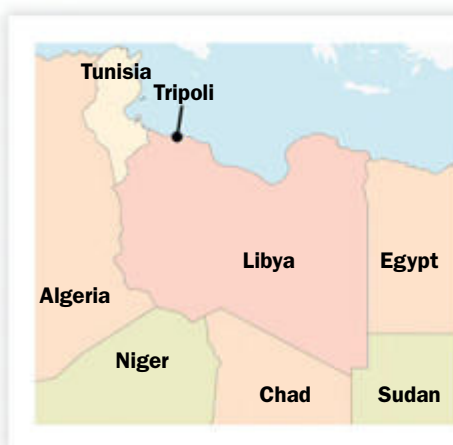 Tunisia
Tripoli
Libya
Egypt
Algeria
Niger
Chad
Sudan